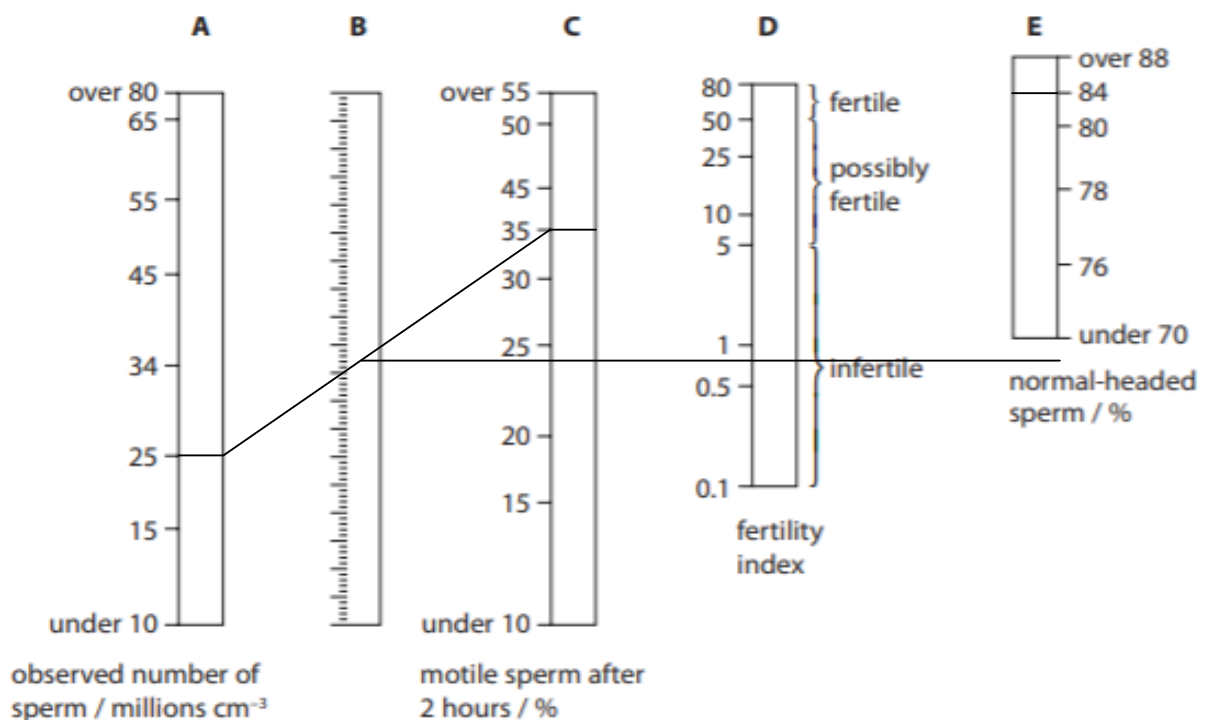 A
B
C
D
E
over 80
65
55
45
34
25
15
under 10
observed number of
sperm / millions cm⁻³
over 55
50
45
35
30
25
20
15
under 10
motile sperm after
2 hours / %
80
50
25
10
5
1
0.5
0.1
fertile
possibly
fertile
infertile
fertility
index
over 88
84
80
78
76
under 70
normal-headed
sperm / %